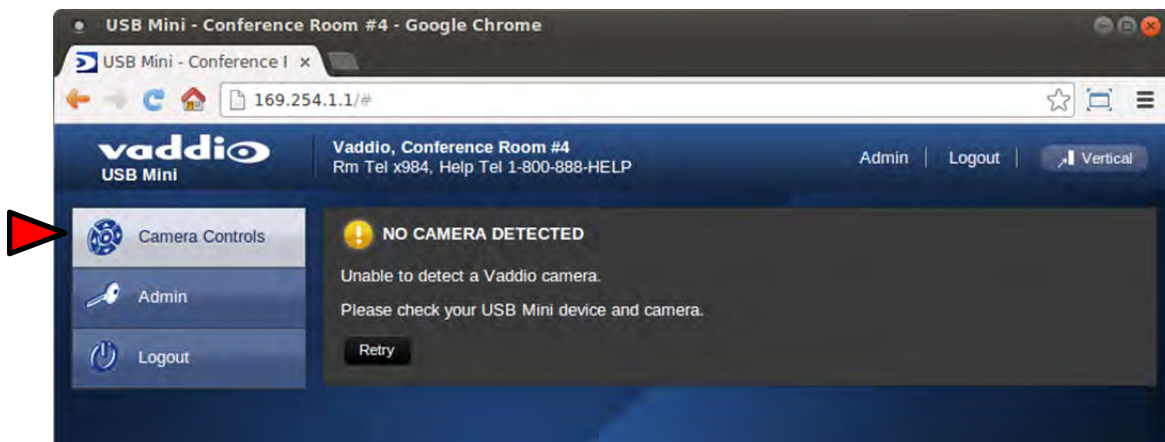 USB Mini - Conference Room #4 - Google Chrome
USB Mini - Conference I
169.254.1.1/#
vaddio
USB Mini
Vaddio, Conference Room #4
Rm Tel x984, Help Tel 1-800-888-HELP
Admin | Logout | Vertical
Camera Controls
Admin
Logout
NO CAMERA DETECTED
Unable to detect a Vaddio camera.
Please check your USB Mini device and camera.
Retry